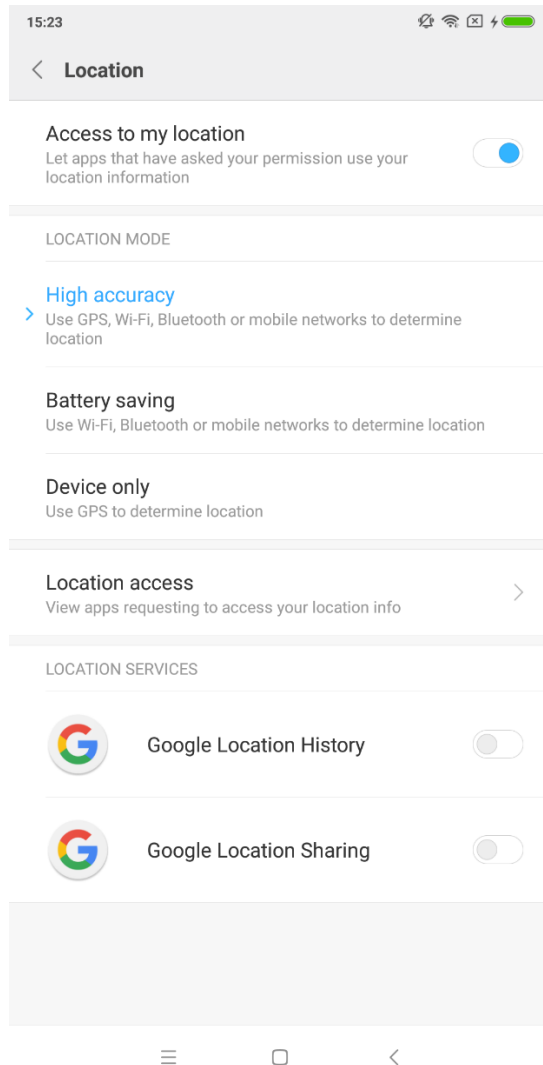 15:23
Location
Access to my location
Let apps that have asked your permission use your
location information
LOCATION MODE
High accuracy
Use GPS, Wi-Fi, Bluetooth or mobile networks to determine
location
Battery saving
Use Wi-Fi, Bluetooth or mobile networks to determine location
Device only
Use GPS to determine location
Location access
View apps requesting to access your location info
LOCATION SERVICES
Google Location History
Google Location Sharing